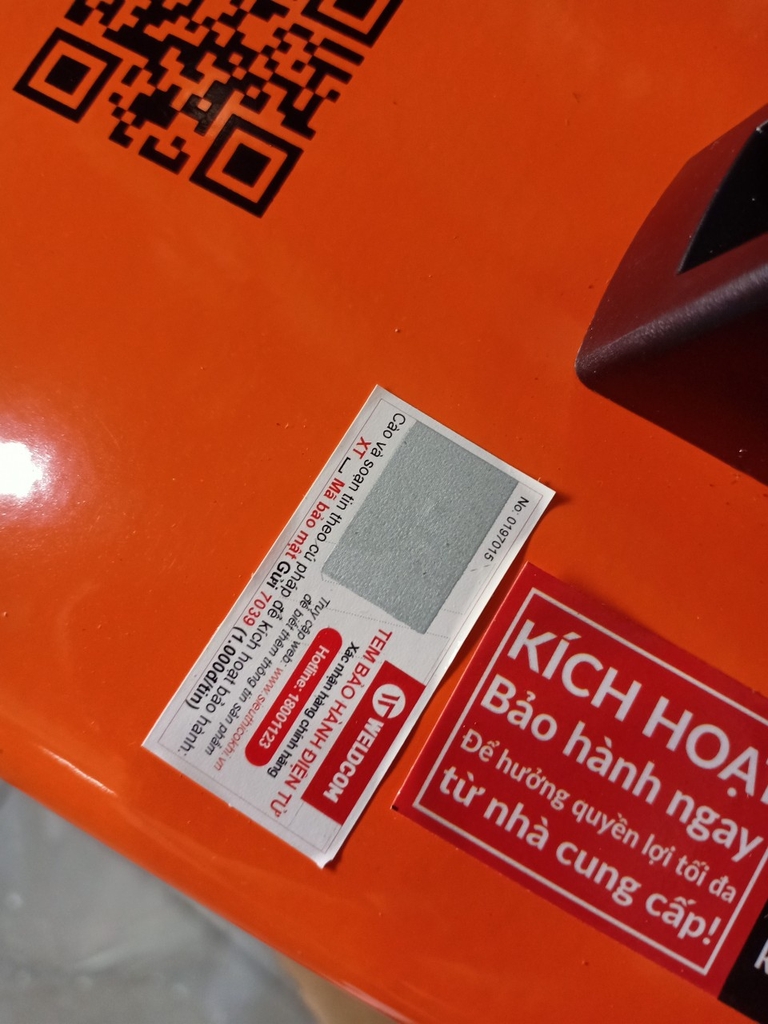 WELDCOM
TEM BẢO HÀNH ĐIỆN TỬ
Xác nhận hàng chính hãng
Hotline: 18001123
Truy cập web: www.sieuthicokhi.vn
để biết thêm thông tin sản phẩm
No: 0197015
Cào và soạn tin theo cú pháp để kích hoạt bảo hành:
XT Mã bảo mật Gửi 7039 (1.000đ/tin)
KÍCH HOẠT
Bảo hành ngay
Để hưởng quyền lợi tối đa
từ nhà cung cấp!